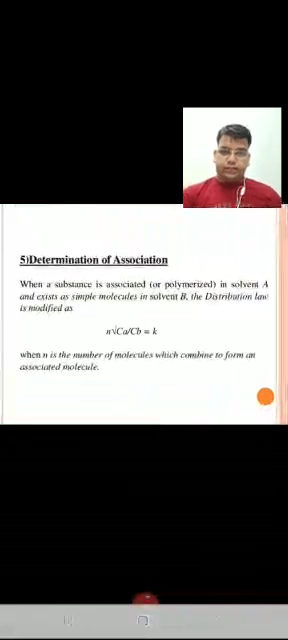 5)Determination of Association
When a substance is associated (or polymerized) in solvent A
and exists as simple molecules in solvent B, the Distribution law
is modified as
n√Ca/Cb = k
when n is the number of molecules which combine to form an
associated molecule.